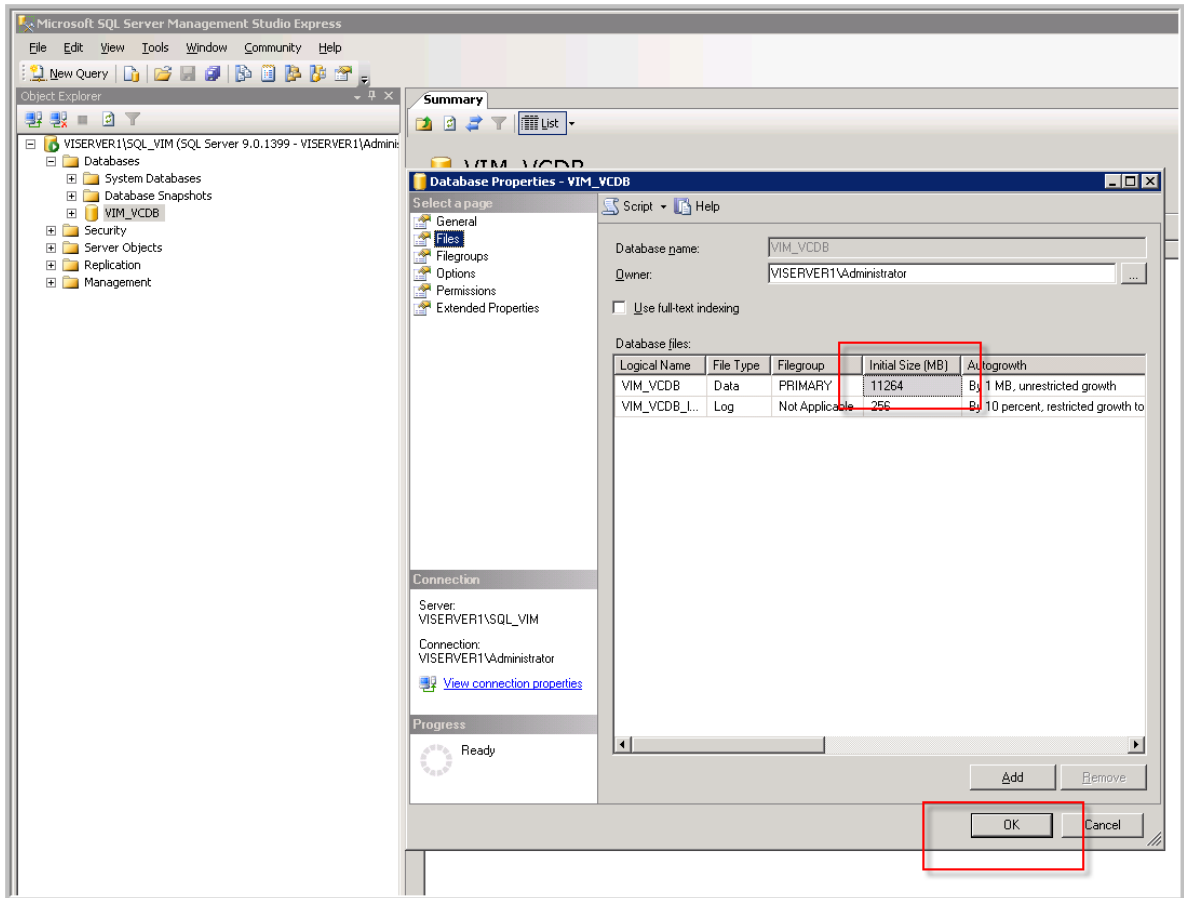 Microsoft SQL Server Management Studio Express
File Edit View Tools Window Community Help
New Query
Object Explorer
VISERVER1\SQL_VIM (SQL Server 9.0.1399 - VISERVER1\Adminis
Databases
System Databases
Database Snapshots
VIM_VCDB
Security
Server Objects
Replication
Management
Summary
List
VIM_VCDB
Database Properties - VIM_VCDB
Select a page
General
Files
Filegroups
Options
Permissions
Extended Properties
Connection
Server:
VISERVER1\SQL_VIM
Connection:
VISERVER1\Administrator
View connection properties
Progress
Ready
Script Help
Database name: VIM_VCDB
Owner: VISERVER1\Administrator ...
Use full-text indexing
Database files:
Logical Name File Type Filegroup Initial Size (MB) Autogrowth
VIM_VCDB Data PRIMARY 11264 By 1 MB, unrestricted growth
VIM_VCDB_l... Log Not Applicable 256 By 10 percent, restricted growth to
Add Remove
OK Cancel